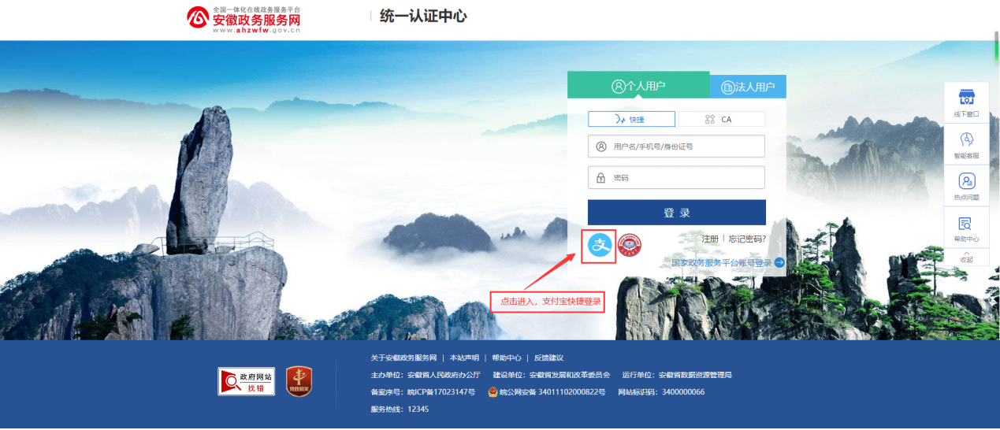 全国一体化在线政务服务平台
安徽政务服务网
www.ahzwfw.gov.cn
统一认证中心
个人用户
法人用户
快捷
CA
用户名/手机号/身份证号
密码
登 录
支
注册 | 忘记密码?
国家政务服务平台账号登录
点击进入，支付宝快捷登录
线下窗口
智能客服
热点问题
帮助中心
收起
政府网站
找错
党政机关
关于安徽政务服务网 | 本站声明 | 帮助中心 | 反馈建议
主办单位：安徽省人民政府办公厅 建设单位：安徽省发展和改革委员会 运行单位：安徽省数据资源管理局
备案序号：皖ICP备17023147号 皖公网安备 34011102000822号 网站标识码：3400000066
服务热线：12345